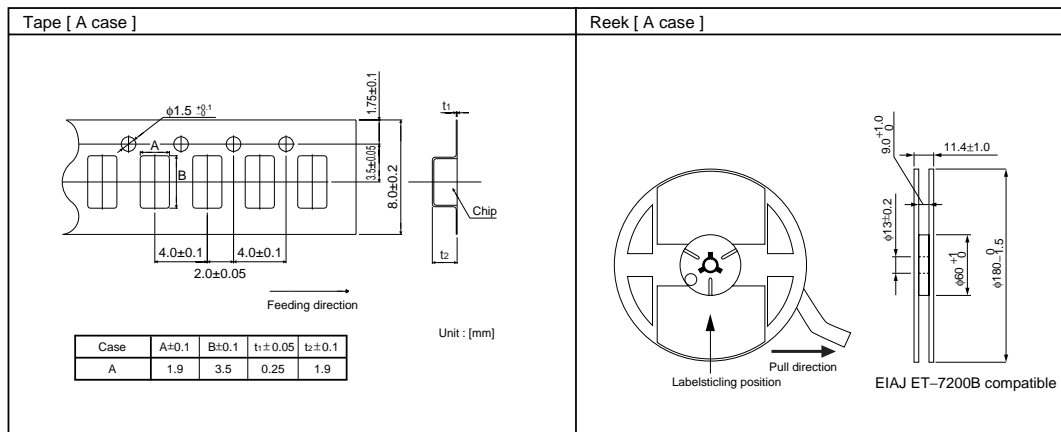 Tape [ A case ]
Reek [ A case ]
φ1.5 +0.1 −0
A
B
1.75±0.1
3.5±0.05
8.0±0.2
4.0±0.1
4.0±0.1
2.0±0.05
Feeding direction
t1
Chip
t2
Unit : [mm]
Case A±0.1 B±0.1 t1±0.05 t2±0.1
A 1.9 3.5 0.25 1.9
9.0 +1.0 0
11.4±1.0
φ13±0.2
φ60 +1 0
φ180 0 −1.5
Pull direction
Labelsticling position
EIAJ ET−7200B compatible